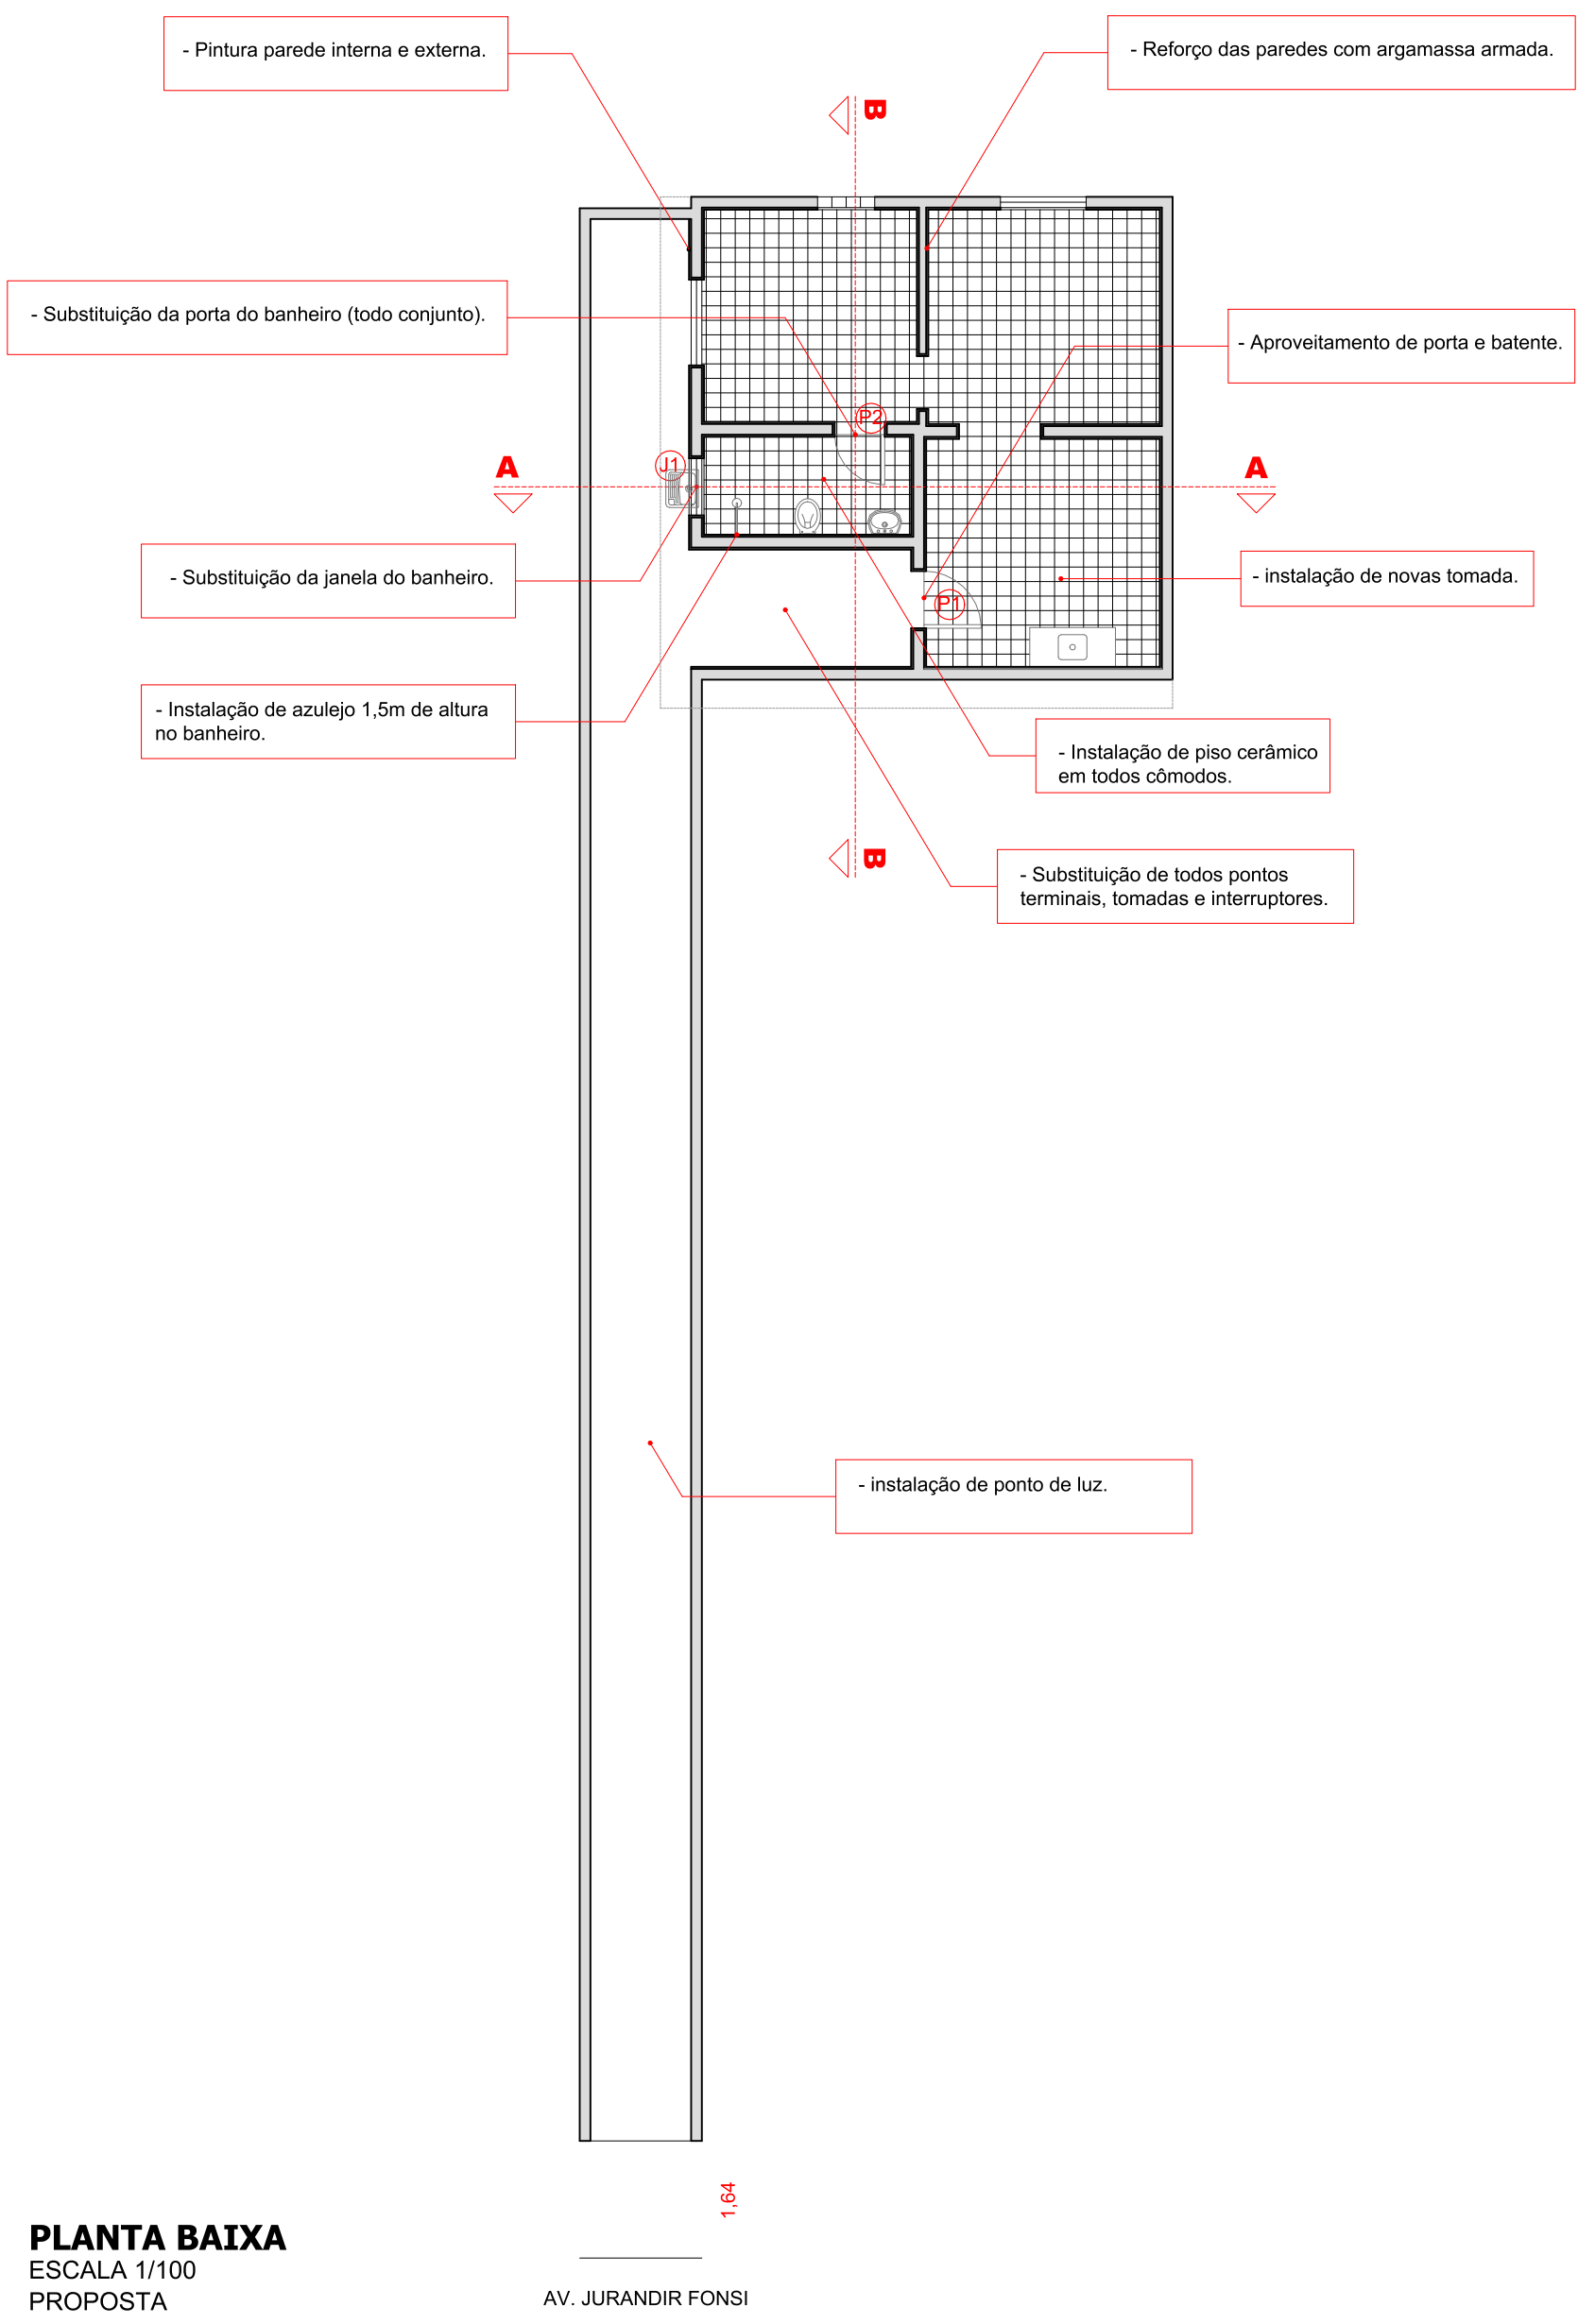 - Pintura parede interna e externa.
- Reforço das paredes com argamassa armada.
B
- Substituição da porta do banheiro (todo conjunto).
- Aproveitamento de porta e batente.
P2
J1
A
A
- Substituição da janela do banheiro.
- instalação de novas tomada.
P1
- Instalação de azulejo 1,5m de altura
no banheiro.
- Instalação de piso cerâmico
em todos cômodos.
B
- Substituição de todos pontos
terminais, tomadas e interruptores.
- instalação de ponto de luz.
1,64
PLANTA BAIXA
ESCALA 1/100
PROPOSTA
AV. JURANDIR FONSI